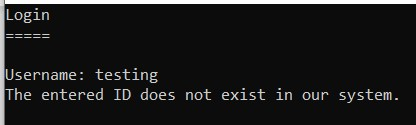 Login
=====
Username: testing
The entered ID does not exist in our system.